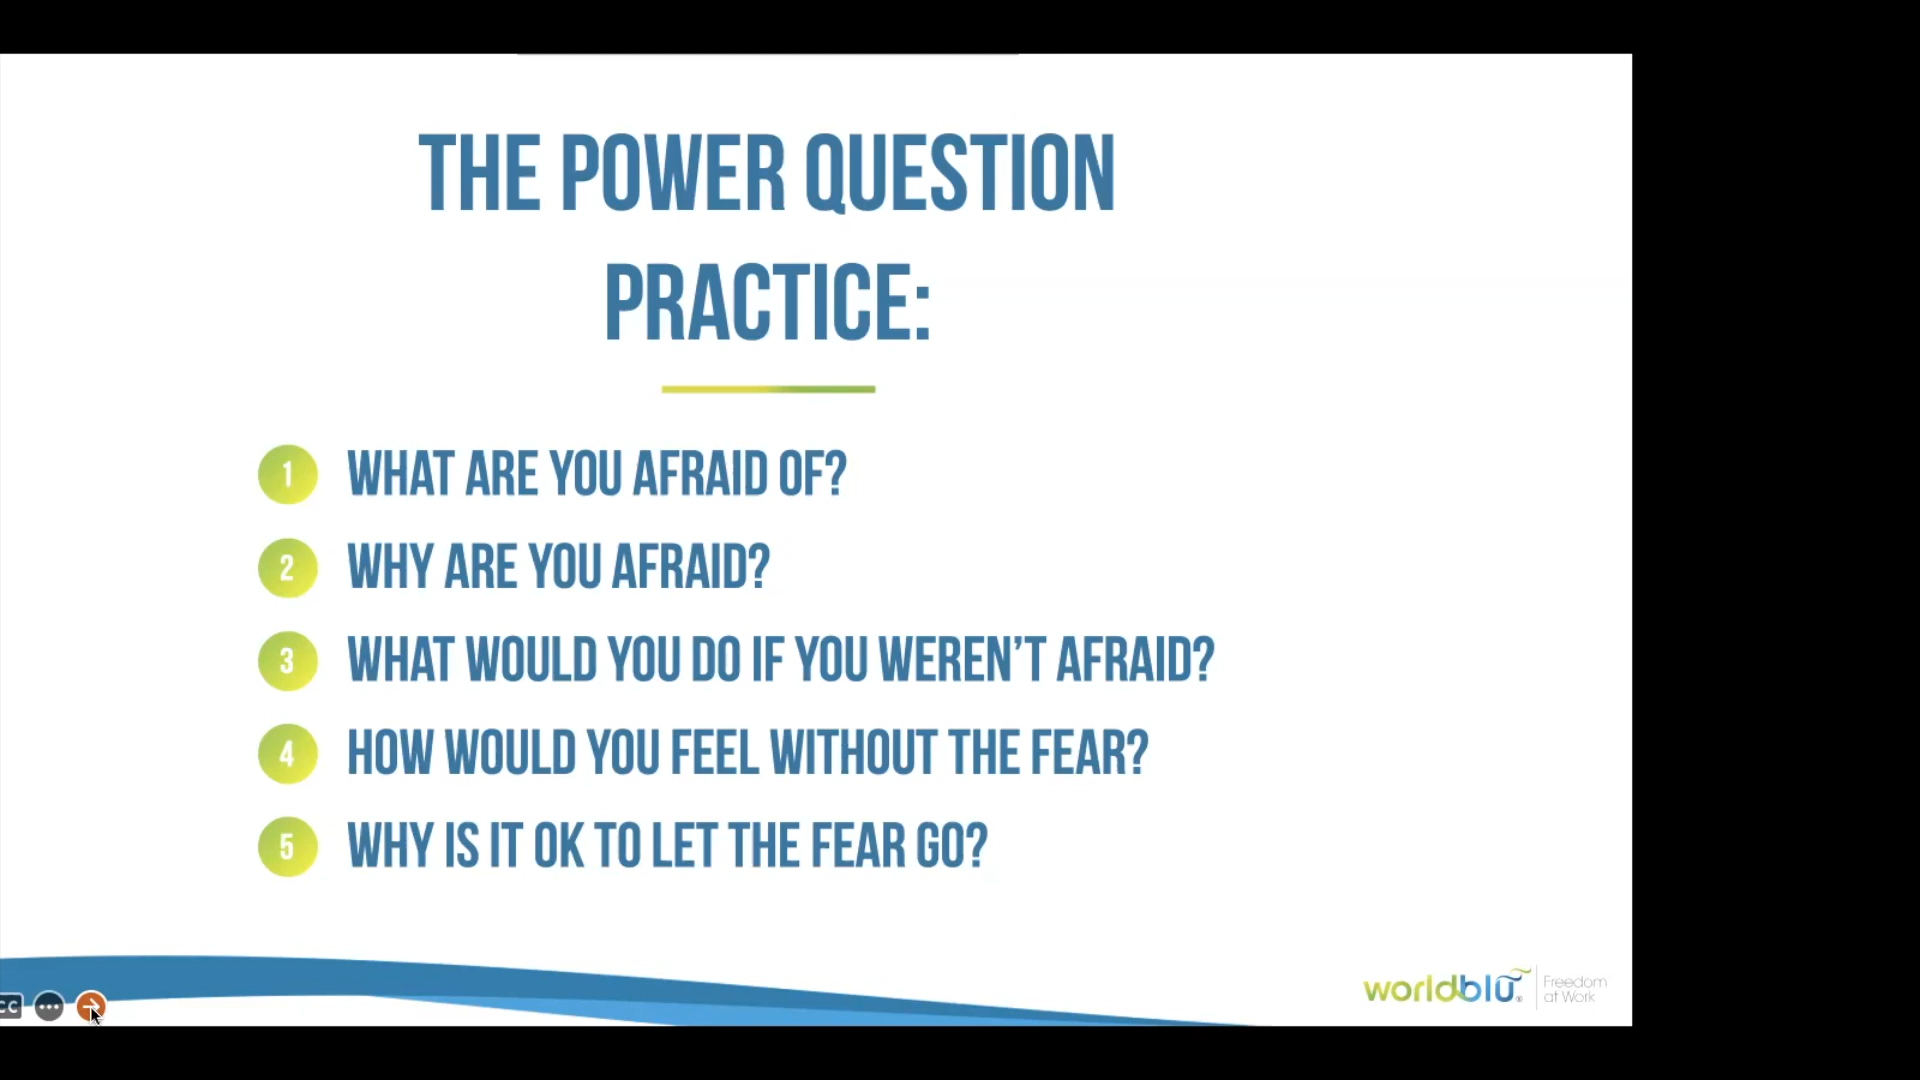 THE POWER QUESTION
PRACTICE:
1 WHAT ARE YOU AFRAID OF?
2 WHY ARE YOU AFRAID?
3 WHAT WOULD YOU DO IF YOU WEREN'T AFRAID?
4 HOW WOULD YOU FEEL WITHOUT THE FEAR?
5 WHY IS IT OK TO LET THE FEAR GO?
CC
worldblu® Freedom
at Work